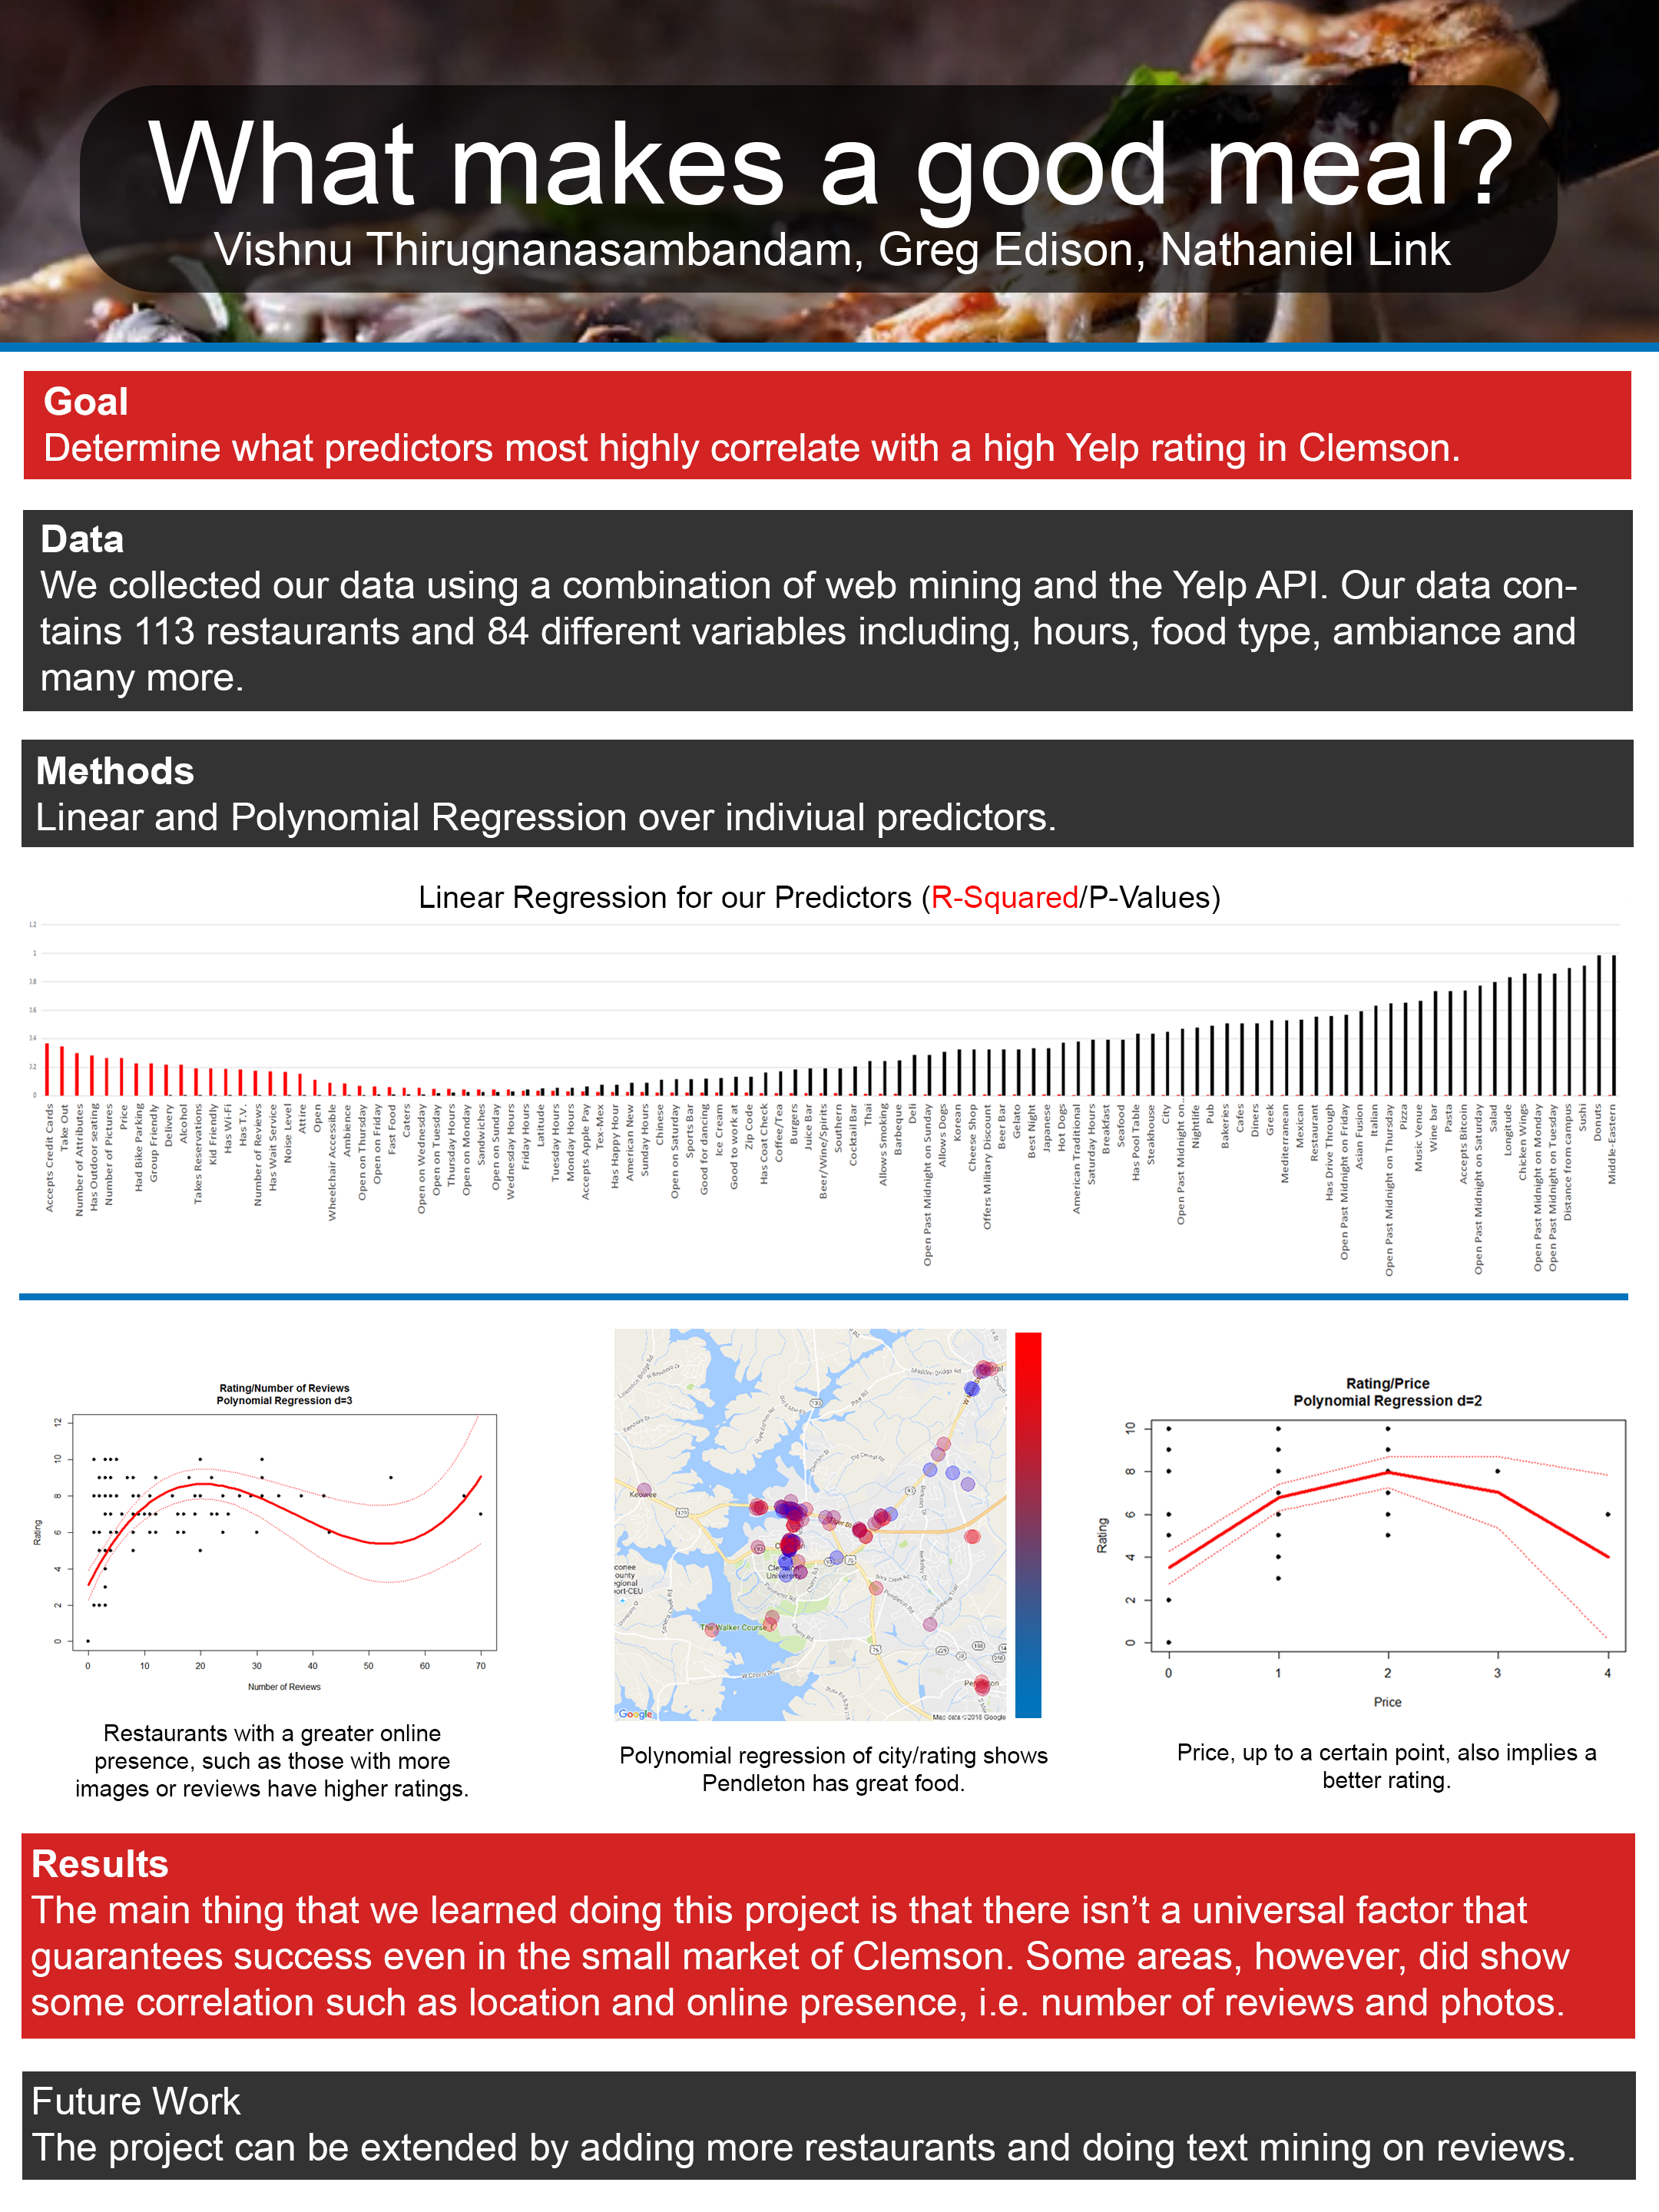 What makes a good meal?
Vishnu Thirugnanasambandam, Greg Edison, Nathaniel Link
Goal
Determine what predictors most highly correlate with a high Yelp rating in Clemson.
Data
We collected our data using a combination of web mining and the Yelp API. Our data con-
tains 113 restaurants and 84 different variables including, hours, food type, ambiance and
many more.
Methods
Linear and Polynomial Regression over indiviual predictors.
Linear Regression for our Predictors (R-Squared/P-Values)
1.2
1
0.8
0.6
0.4
0.2
0
Accepts Credit Cards
Take Out
Number of Attributes
Has Outdoor seating
Number of Pictures
Price
Had Bike Parking
Group Friendly
Delivery
Alcohol
Takes Reservations
Kid Friendly
Has Wi-Fi
Has T.V.
Number of Reviews
Has Wait Service
Noise Level
Attire
Open
Wheelchair Accessible
Ambience
Open on Thursday
Open on Friday
Fast Food
Caters
Open on Wednesday
Open on Tuesday
Thursday Hours
Open on Monday
Sandwiches
Open on Sunday
Wednesday Hours
Friday Hours
Latitude
Tuesday Hours
Monday Hours
Accepts Apple Pay
Tex-Mex
Has Happy Hour
American New
Sunday Hours
Chinese
Open on Saturday
Sports Bar
Good for dancing
Ice Cream
Good to work at
Zip Code
Has Coat Check
Coffee/Tea
Burgers
Juice Bar
Beer/Wine/Spirits
Southern
Cocktail Bar
Thai
Allows Smoking
Barbeque
Deli
Open Past Midnight on Sunday
Allows Dogs
Korean
Cheese Shop
Offers Military Discount
Beer Bar
Gelato
Best Night
Japanese
Hot Dogs
American Traditional
Saturday Hours
Breakfast
Seafood
Has Pool Table
Steakhouse
City
Open Past Midnight on...
Nightlife
Pub
Bakeries
Cafes
Diners
Greek
Mediterranean
Mexican
Restaurant
Has Drive Through
Open Past Midnight on Friday
Asian Fusion
Italian
Open Past Midnight on Thursday
Pizza
Music Venue
Wine bar
Pasta
Accepts Bitcoin
Open Past Midnight on Saturday
Salad
Longitude
Chicken Wings
Open Past Midnight on Monday
Open Past Midnight on Tuesday
Distance from campus
Sushi
Donuts
Middle-Eastern
Rating/Number of Reviews
Polynomial Regression d=3
Rating
12
10
8
6
4
2
0
0 10 20 30 40 50 60 70
Number of Reviews
Restaurants with a greater online
presence, such as those with more
images or reviews have higher ratings.
Central
Keowee
Clemson
University
conee
ounty
egional
ort-CEU
The Walker Course
Pendleton
Google
Map data ©2016 Google
Polynomial regression of city/rating shows
Pendleton has great food.
Rating/Price
Polynomial Regression d=2
Rating
10
8
6
4
2
0
0 1 2 3 4
Price
Price, up to a certain point, also implies a
better rating.
Results
The main thing that we learned doing this project is that there isn’t a universal factor that
guarantees success even in the small market of Clemson. Some areas, however, did show
some correlation such as location and online presence, i.e. number of reviews and photos.
Future Work
The project can be extended by adding more restaurants and doing text mining on reviews.